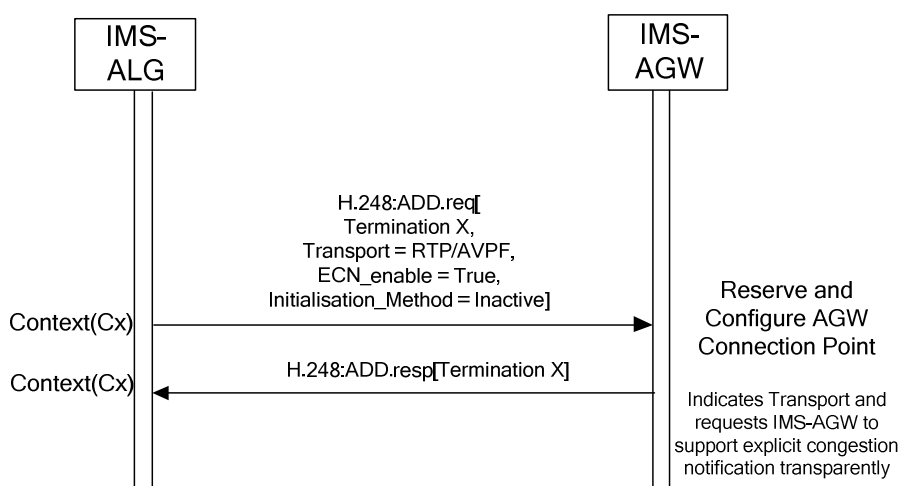 IMS-
ALG
IMS-
AGW
H.248:ADD.req[
Termination X,
Transport = RTP/AVPF,
ECN_enable = True,
Initialisation_Method = Inactive]
Context(Cx)
Reserve and
Configure AGW
Connection Point
H.248:ADD.resp[Termination X]
Context(Cx)
Indicates Transport and
requests IMS-AGW to
support explicit congestion
notification transparently